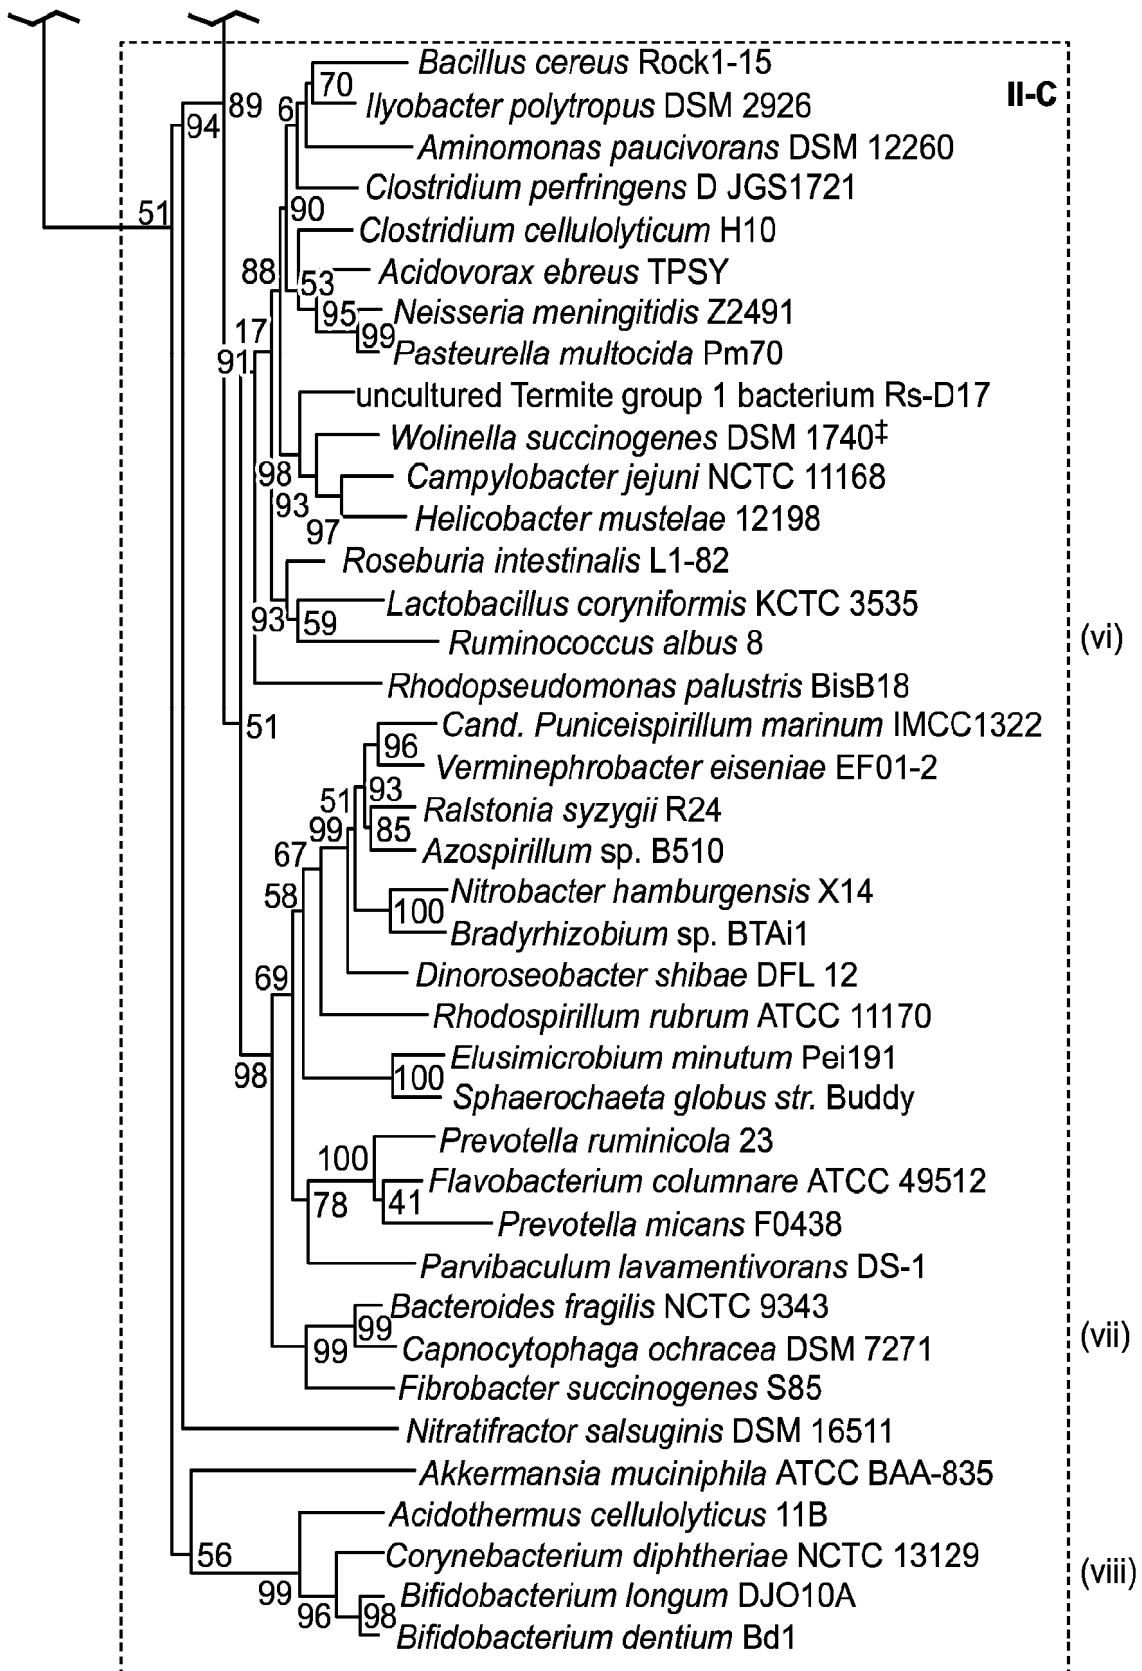 Bacillus cereus Rock1-15
70
II-C
89
6
Ilyobacter polytropus DSM 2926
94
Aminomonas paucivorans DSM 12260
Clostridium perfringens D JGS1721
51
90
Clostridium cellulolyticum H10
88
53
Acidovorax ebreus TPSY
95
Neisseria meningitidis Z2491
17
99
91
Pasteurella multocida Pm70
uncultured Termite group 1 bacterium Rs-D17
Wolinella succinogenes DSM 1740‡
98
Campylobacter jejuni NCTC 11168
93
Helicobacter mustelae 12198
97
Roseburia intestinalis L1-82
Lactobacillus coryniformis KCTC 3535
93
59
Ruminococcus albus 8
(vi)
Rhodopseudomonas palustris BisB18
51
Cand. Puniceispirillum marinum IMCC1322
96
Verminephrobacter eiseniae EF01-2
93
51
Ralstonia syzygii R24
99
85
67
Azospirillum sp. B510
58
Nitrobacter hamburgensis X14
100
Bradyrhizobium sp. BTAi1
69
Dinoroseobacter shibae DFL 12
Rhodospirillum rubrum ATCC 11170
Elusimicrobium minutum Pei191
98
100
Sphaerochaeta globus str. Buddy
Prevotella ruminicola 23
100
Flavobacterium columnare ATCC 49512
78
41
Prevotella micans F0438
Parvibaculum lavamentivorans DS-1
Bacteroides fragilis NCTC 9343
99
(vii)
99
Capnocytophaga ochracea DSM 7271
Fibrobacter succinogenes S85
Nitratifractor salsuginis DSM 16511
Akkermansia muciniphila ATCC BAA-835
Acidothermus cellulolyticus 11B
56
Corynebacterium diphtheriae NCTC 13129
(viii)
99
Bifidobacterium longum DJO10A
96
98
Bifidobacterium dentium Bd1